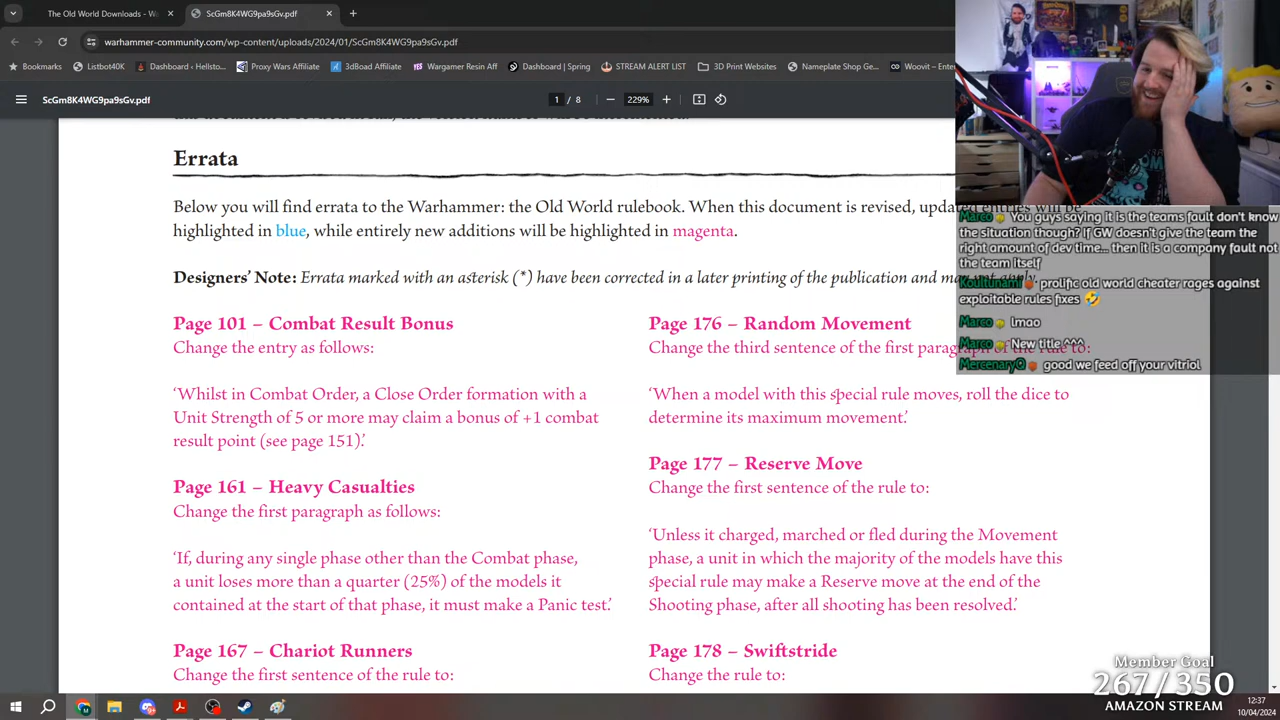 The Old World Downloads - W
ScGm8K4WG9pa9sGv.pdf
warhammer-community.com/wp-content/uploads/2024/01/ScGm8K4WG9pa9sGv.pdf
Bookmarks
Listbot40K
Dashboard ‹ Hellsto...
Proxy Wars Affiliate
3dBoad Affiliate
Wargamer Resin Aff
Dashboard | Spring
STREAM ALERT LIST
3D Print Websites
Nameplate Shop Ge...
Woovit – Enter
ScGm8K4WG9pa9sGv.pdf
1 / 8
229%
Errata
Below you will find errata to the Warhammer: the Old World rulebook. When this document is revised, updated entries will be
highlighted in blue, while entirely new additions will be highlighted in magenta.
Designers' Note: Errata marked with an asterisk (*) have been corrected in a later printing of the publication and may not apply.
Page 101 – Combat Result Bonus
Change the entry as follows:
'Whilst in Combat Order, a Close Order formation with a
Unit Strength of 5 or more may claim a bonus of +1 combat
result point (see page 151).'
Page 161 – Heavy Casualties
Change the first paragraph as follows:
'If, during any single phase other than the Combat phase,
a unit loses more than a quarter (25%) of the models it
contained at the start of that phase, it must make a Panic test.'
Page 167 – Chariot Runners
Change the first sentence of the rule to:
Page 176 – Random Movement
Change the third sentence of the first paragraph of the rule to:
'When a model with this special rule moves, roll the dice to
determine its maximum movement.'
Page 177 – Reserve Move
Change the first sentence of the rule to:
'Unless it charged, marched or fled during the Movement
phase, a unit in which the majority of the models have this
special rule may make a Reserve move at the end of the
Shooting phase, after all shooting has been resolved.'
Page 178 – Swiftstride
Change the rule to:
Marco You guys saying it is the teams fault don't know
the situation though? If GW doesn't give the team the
right amount of dev time... then it is a company fault not
the team itself
Koultunami prolific old world cheater rages against
exploitable rules fixes 🤣
Marco lmao
Marco New title ^^^
MercenaryQ good we feed off your vitriol
Member Goal
267/350
AMAZON STREAM
12:37
10/04/2024